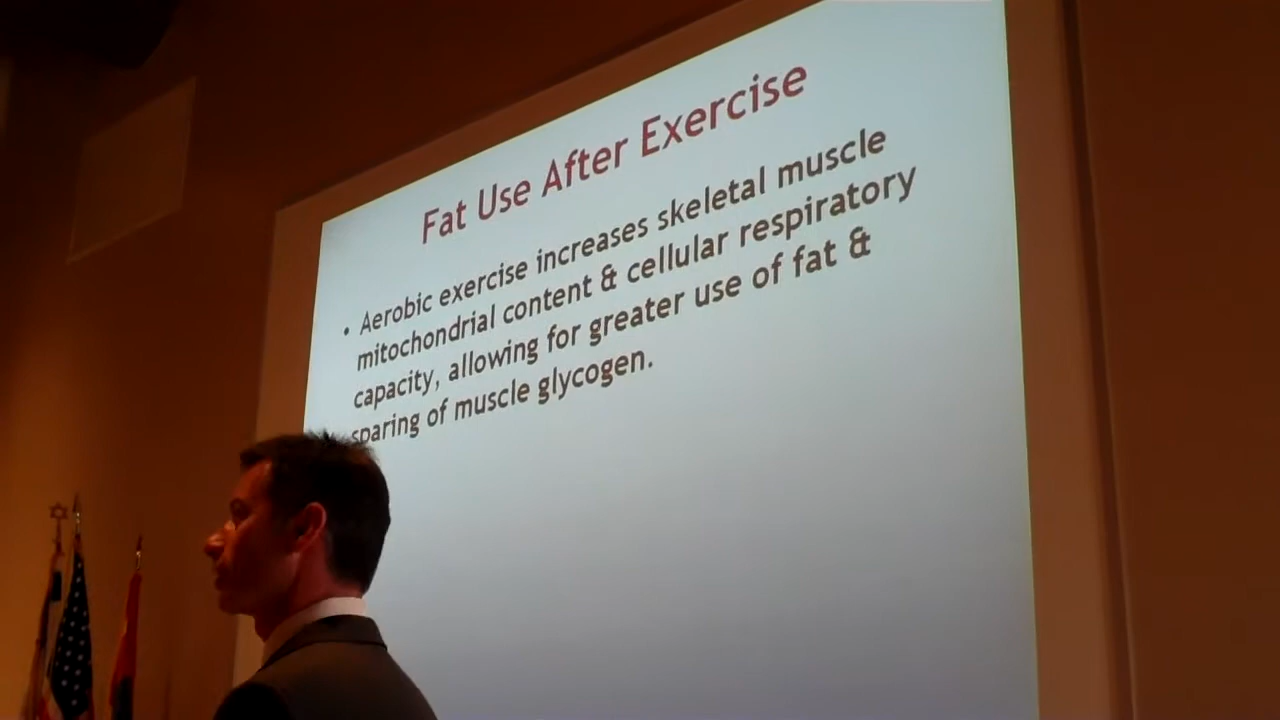 Fat Use After Exercise
• Aerobic exercise increases skeletal muscle
mitochondrial content & cellular respiratory
capacity, allowing for greater use of fat &
sparing of muscle glycogen.